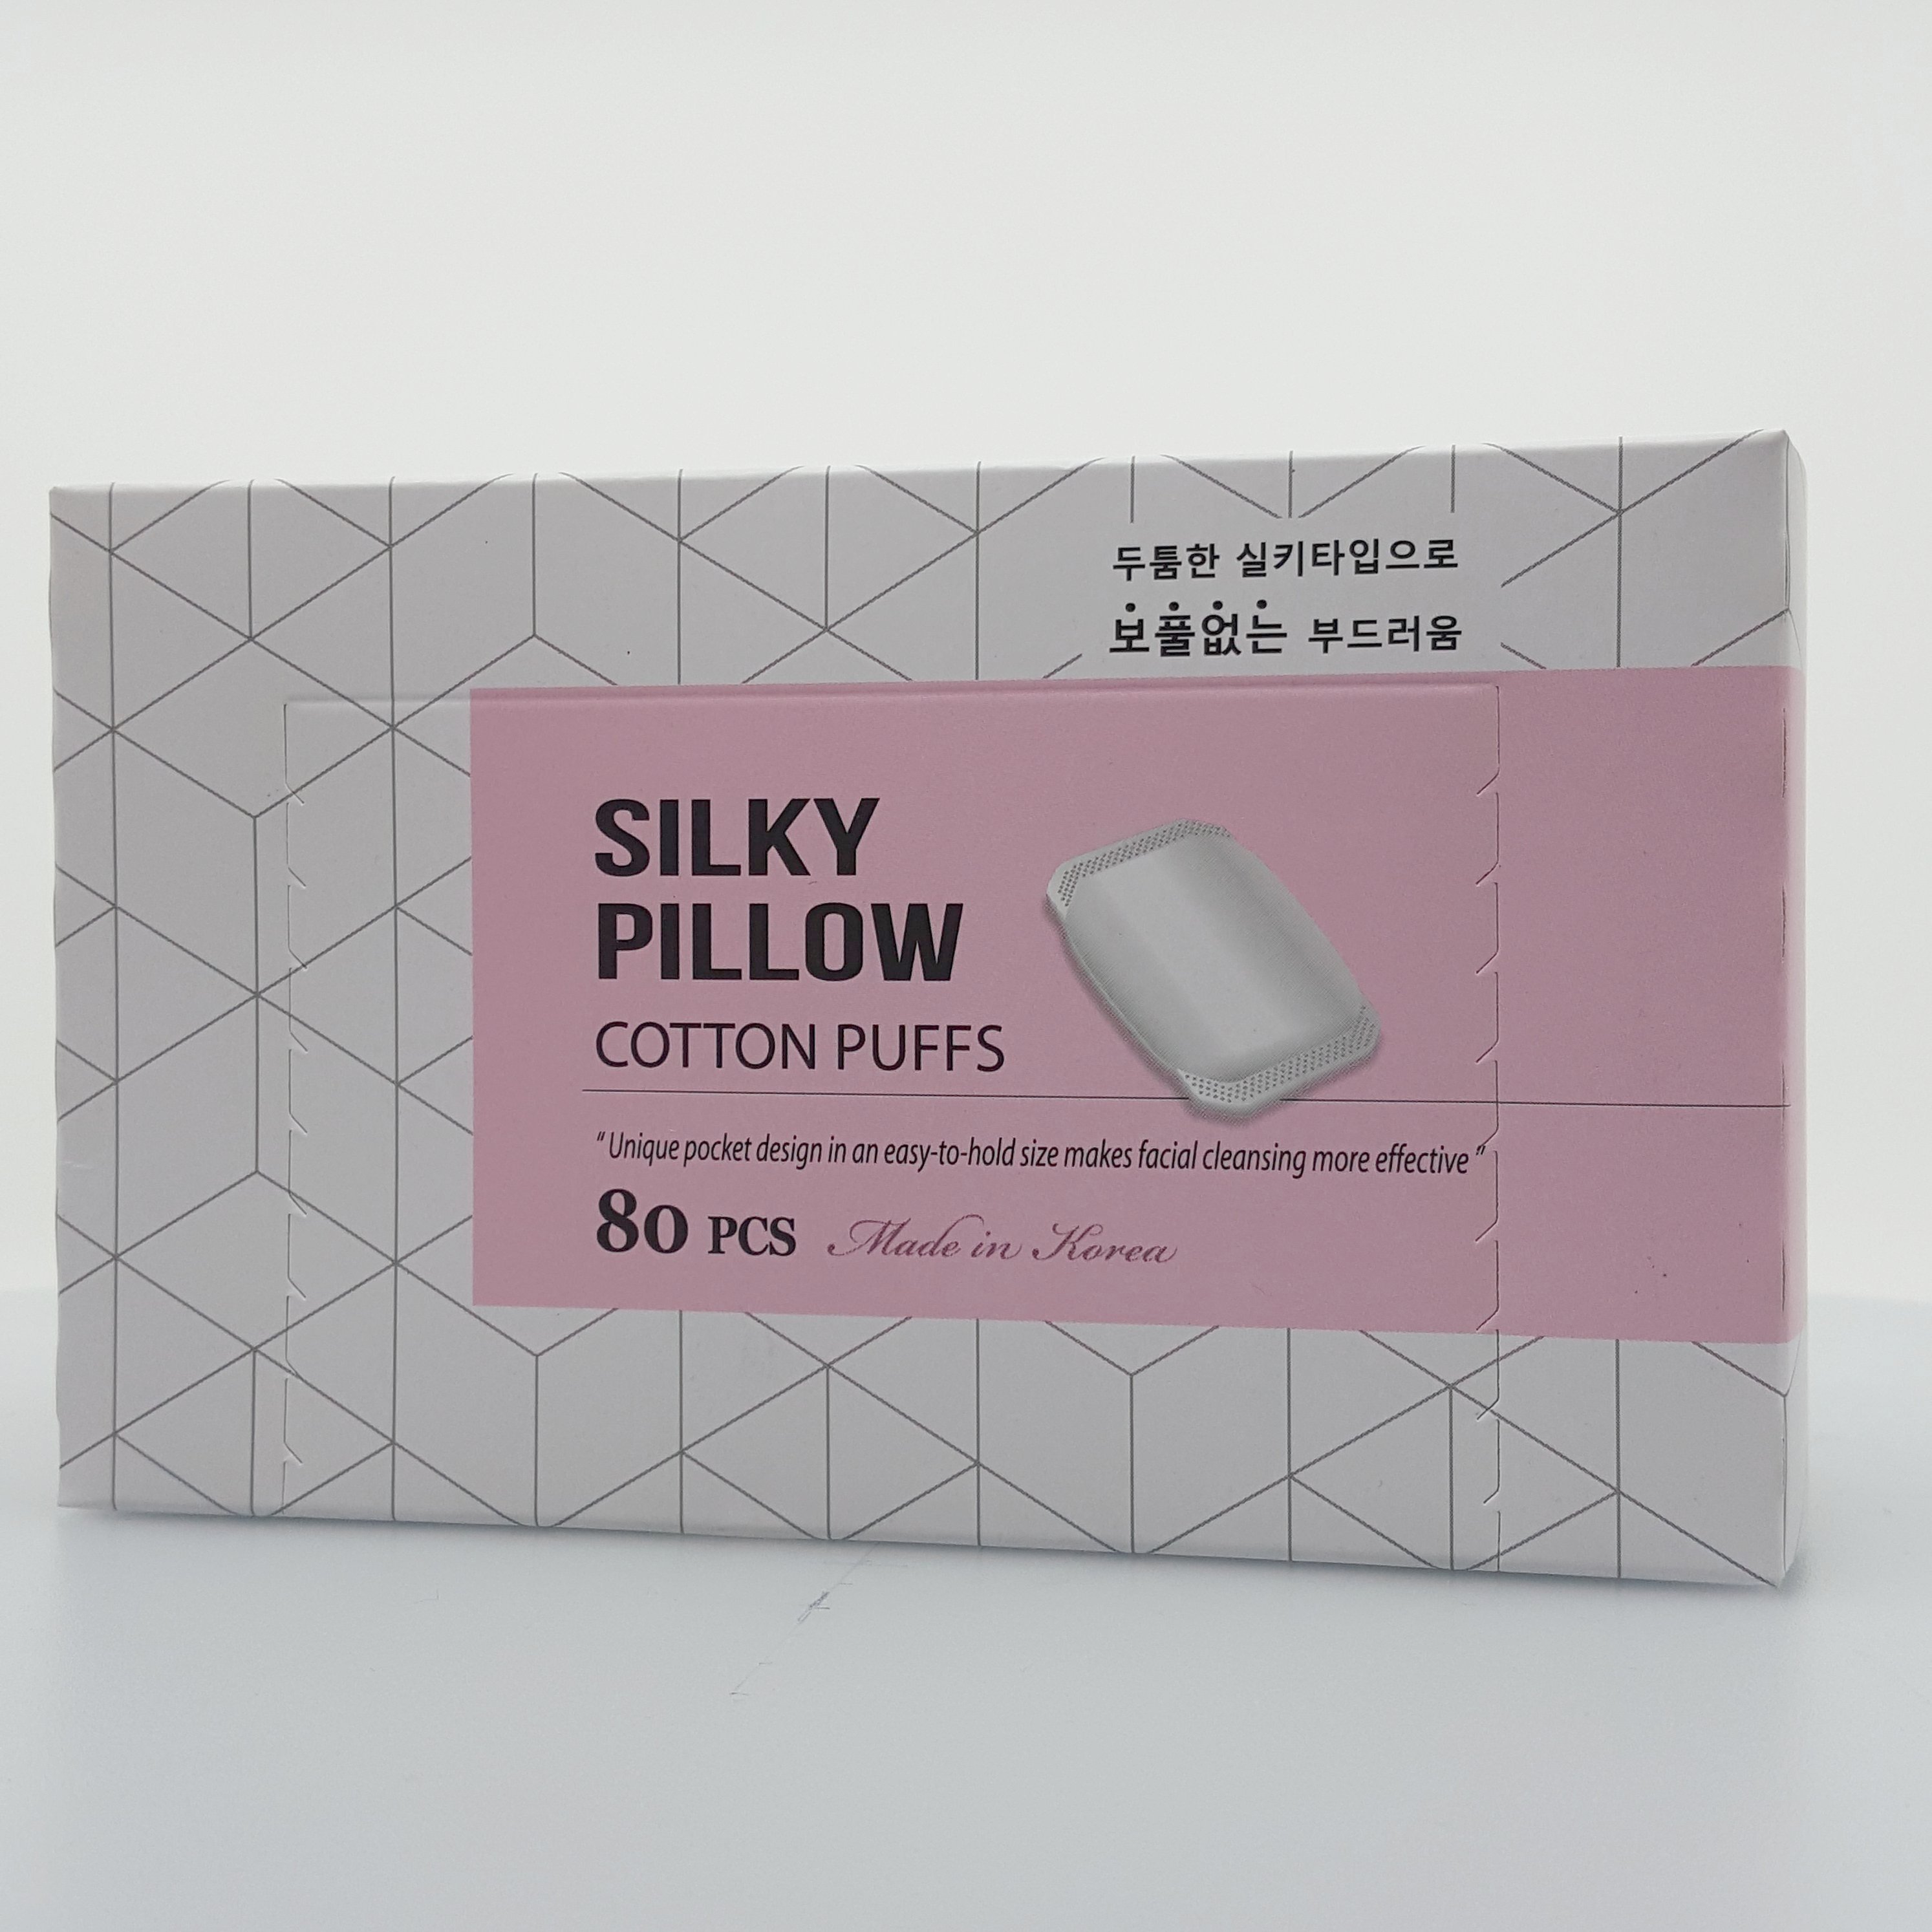 두툼한 실키타입으로
보풀없는 부드러움
SILKY
PILLOW
COTTON PUFFS
“Unique pocket design in an easy-to-hold size makes facial cleansing more effective”
80 PCS Made in Korea